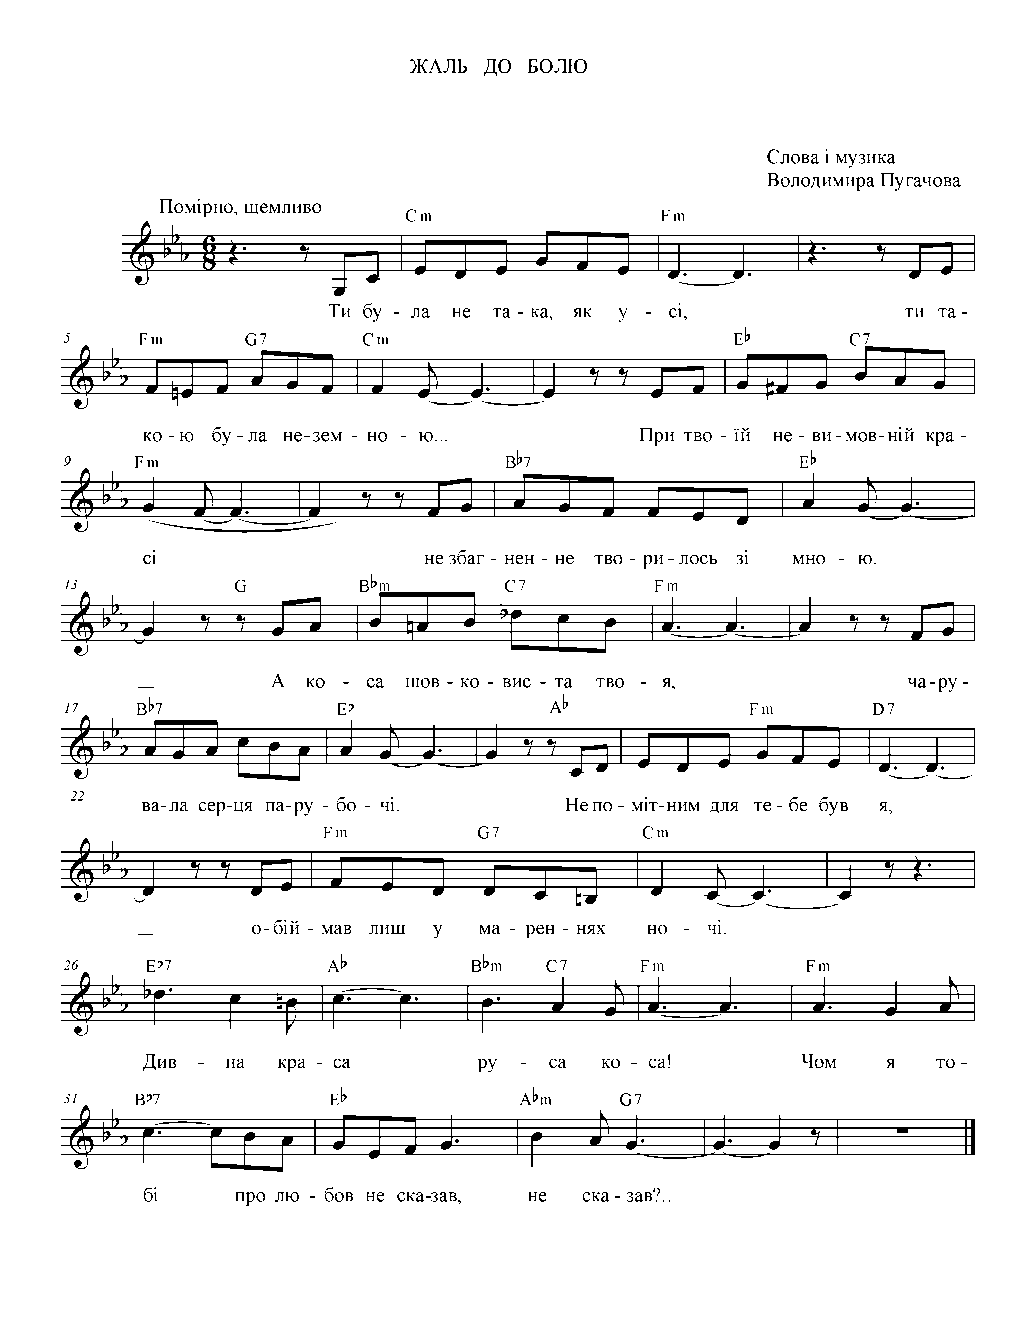 ЖАЛЬ ДО БОЛЮ
Слова і музика
Володимира Пугачова
Помірно, щемливо
Cm Fm
6
8
Ти бу - ла не та - ка, як у - сі, ти та -
5 Fm G7 Cm E♭ C7
ко - ю бу - ла не - зем - но - ю... При тво - їй не - ви - мов - ній кра -
9 Fm B♭7 E♭
сі не збаг - нен - не тво - ри - лось зі мно - ю.
13 G B♭m C7 Fm
_ А ко - са шов - ко - вис - та тво - я, ча - ру -
17 B♭7 E♭ A♭ Fm D7
ва - ла сер - ця па - ру - бо - чі. Не по - міт - ним для те - бе був я,
22 Fm G7 Cm
_ о - бій - мав лиш у ма - рен - нях но - чі.
26 E♭7 A♭ B♭m C7 Fm Fm
Див - на кра - са ру - са ко - са! Чом я то -
31 B♭7 E♭ A♭m G7
бі про лю - бов не ска - зав, не ска - зав?..